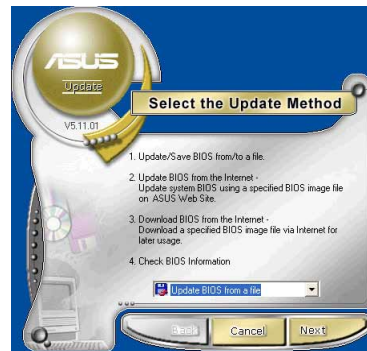 ASUS
Update
V5.11.01
Select the Update Method
1. Update/Save BIOS from/to a file.
2. Update BIOS from the Internet -
Update system BIOS using a specified BIOS image file
on ASUS Web Site.
3. Download BIOS from the Internet -
Download a specified BIOS image file via Internet for
later usage.
4. Check BIOS Information
Update BIOS from a file
Back
Cancel
Next